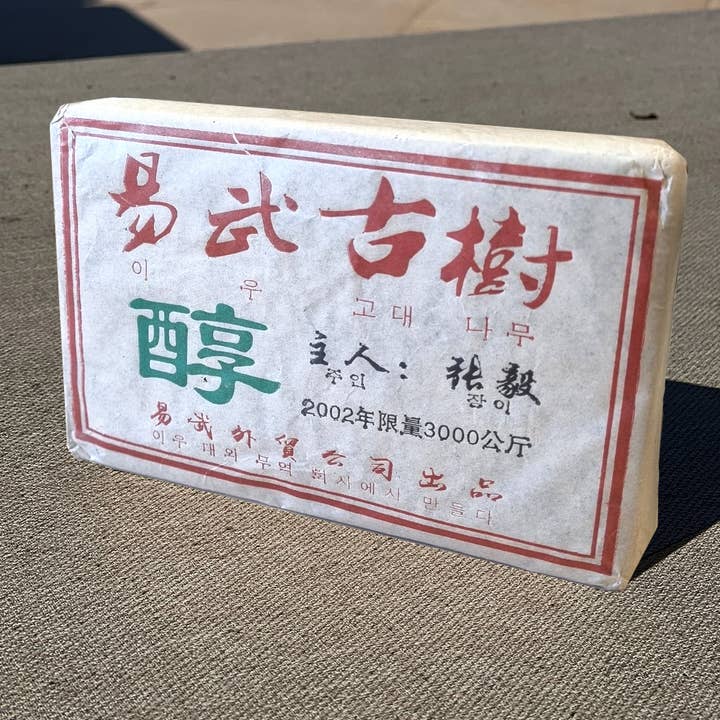 易武古樹
이 우 고대 나무
醇
主人：張毅
주인 장이
2002年限量3000公斤
易武外貿公司出品
이우 대외 무역 회사에서 만들다